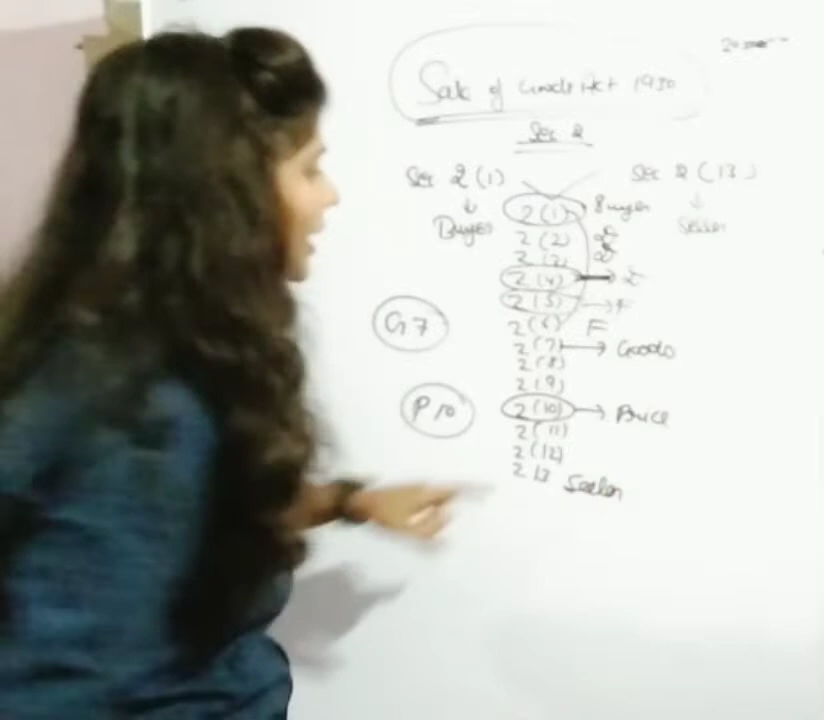 Sale of Goods Act 1930
Sec 2
Sec 2 (1)
Buyer
Sec 2 (13)
Seller
2 (1) Buyer
2 (2)
2 (4)
2 (5) → F
2 (6) F
2 (7) → Goods
2 (8)
2 (9)
2 (10) → Price
2 (11)
2 (12)
2 13 Seller
G7
P 10